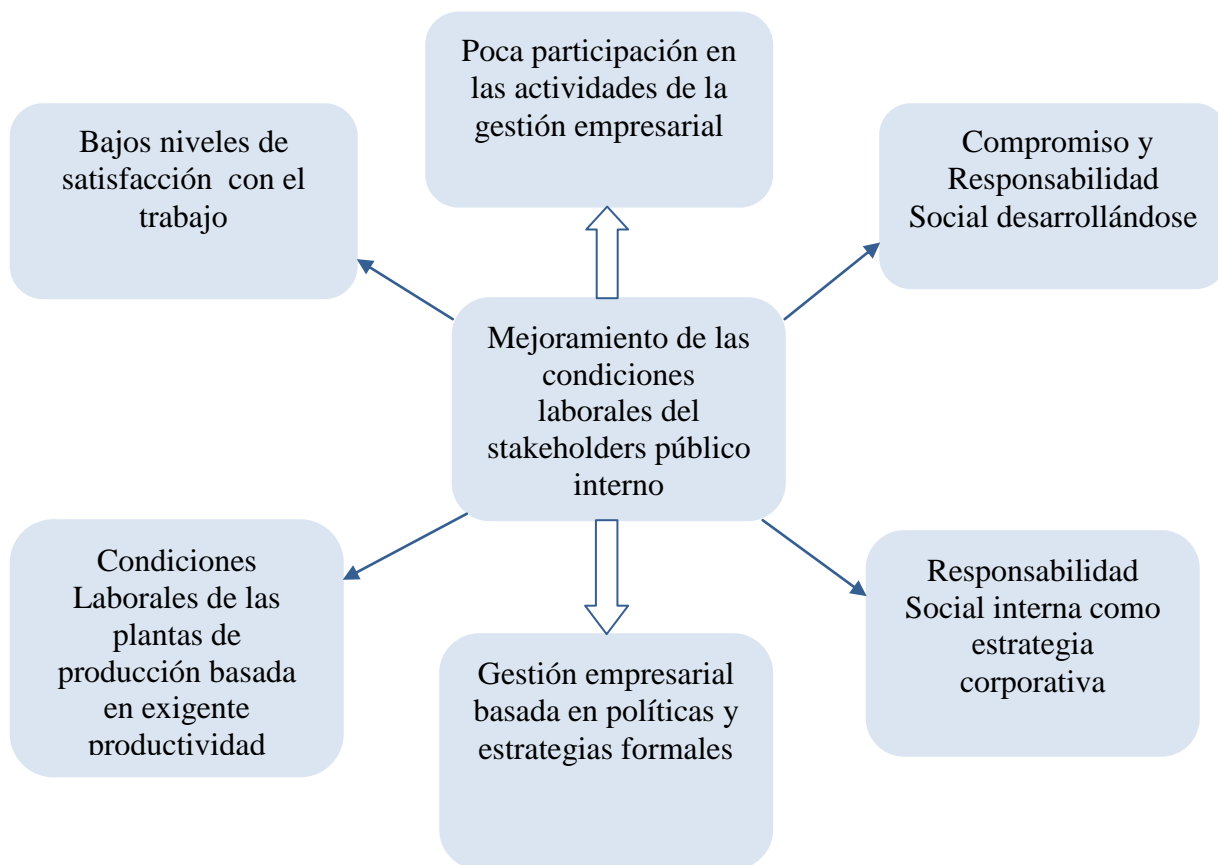 Poca participación en
las actividades de la
gestión empresarial
Bajos niveles de
satisfacción con el
trabajo
Compromiso y
Responsabilidad
Social desarrollándose
Mejoramiento de las
condiciones
laborales del
stakeholders público
interno
Condiciones
Laborales de las
plantas de
producción basada
en exigente
productividad
Gestión empresarial
basada en políticas y
estrategias formales
Responsabilidad
Social interna como
estrategia
corporativa